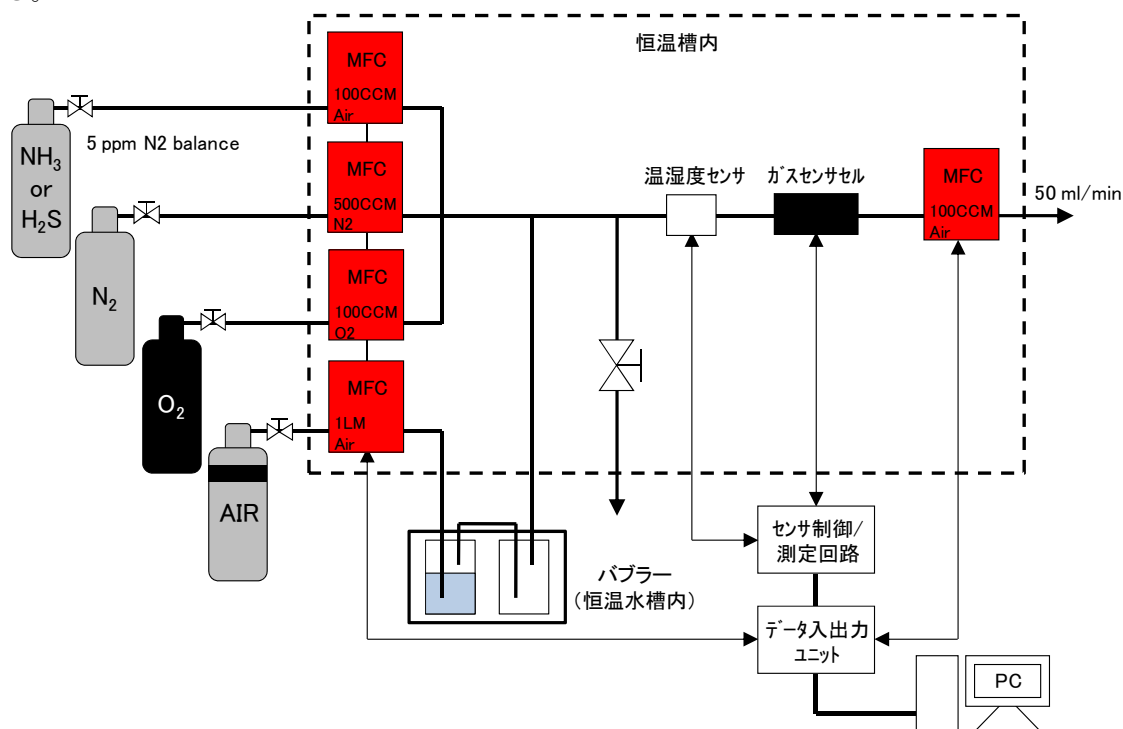 る。
恒温槽内
MFC
100CCM
Air
5 ppm N2 balance
NH3
or
H2S
MFC
500CCM
N2
N2
MFC
100CCM
O2
O2
MFC
1LM
Air
AIR
温湿度センサ
ガスセンサセル
MFC
100CCM
Air
50 ml/min
バブラー
(恒温水槽内)
センサ制御/
測定回路
データ入出力
ユニット
PC